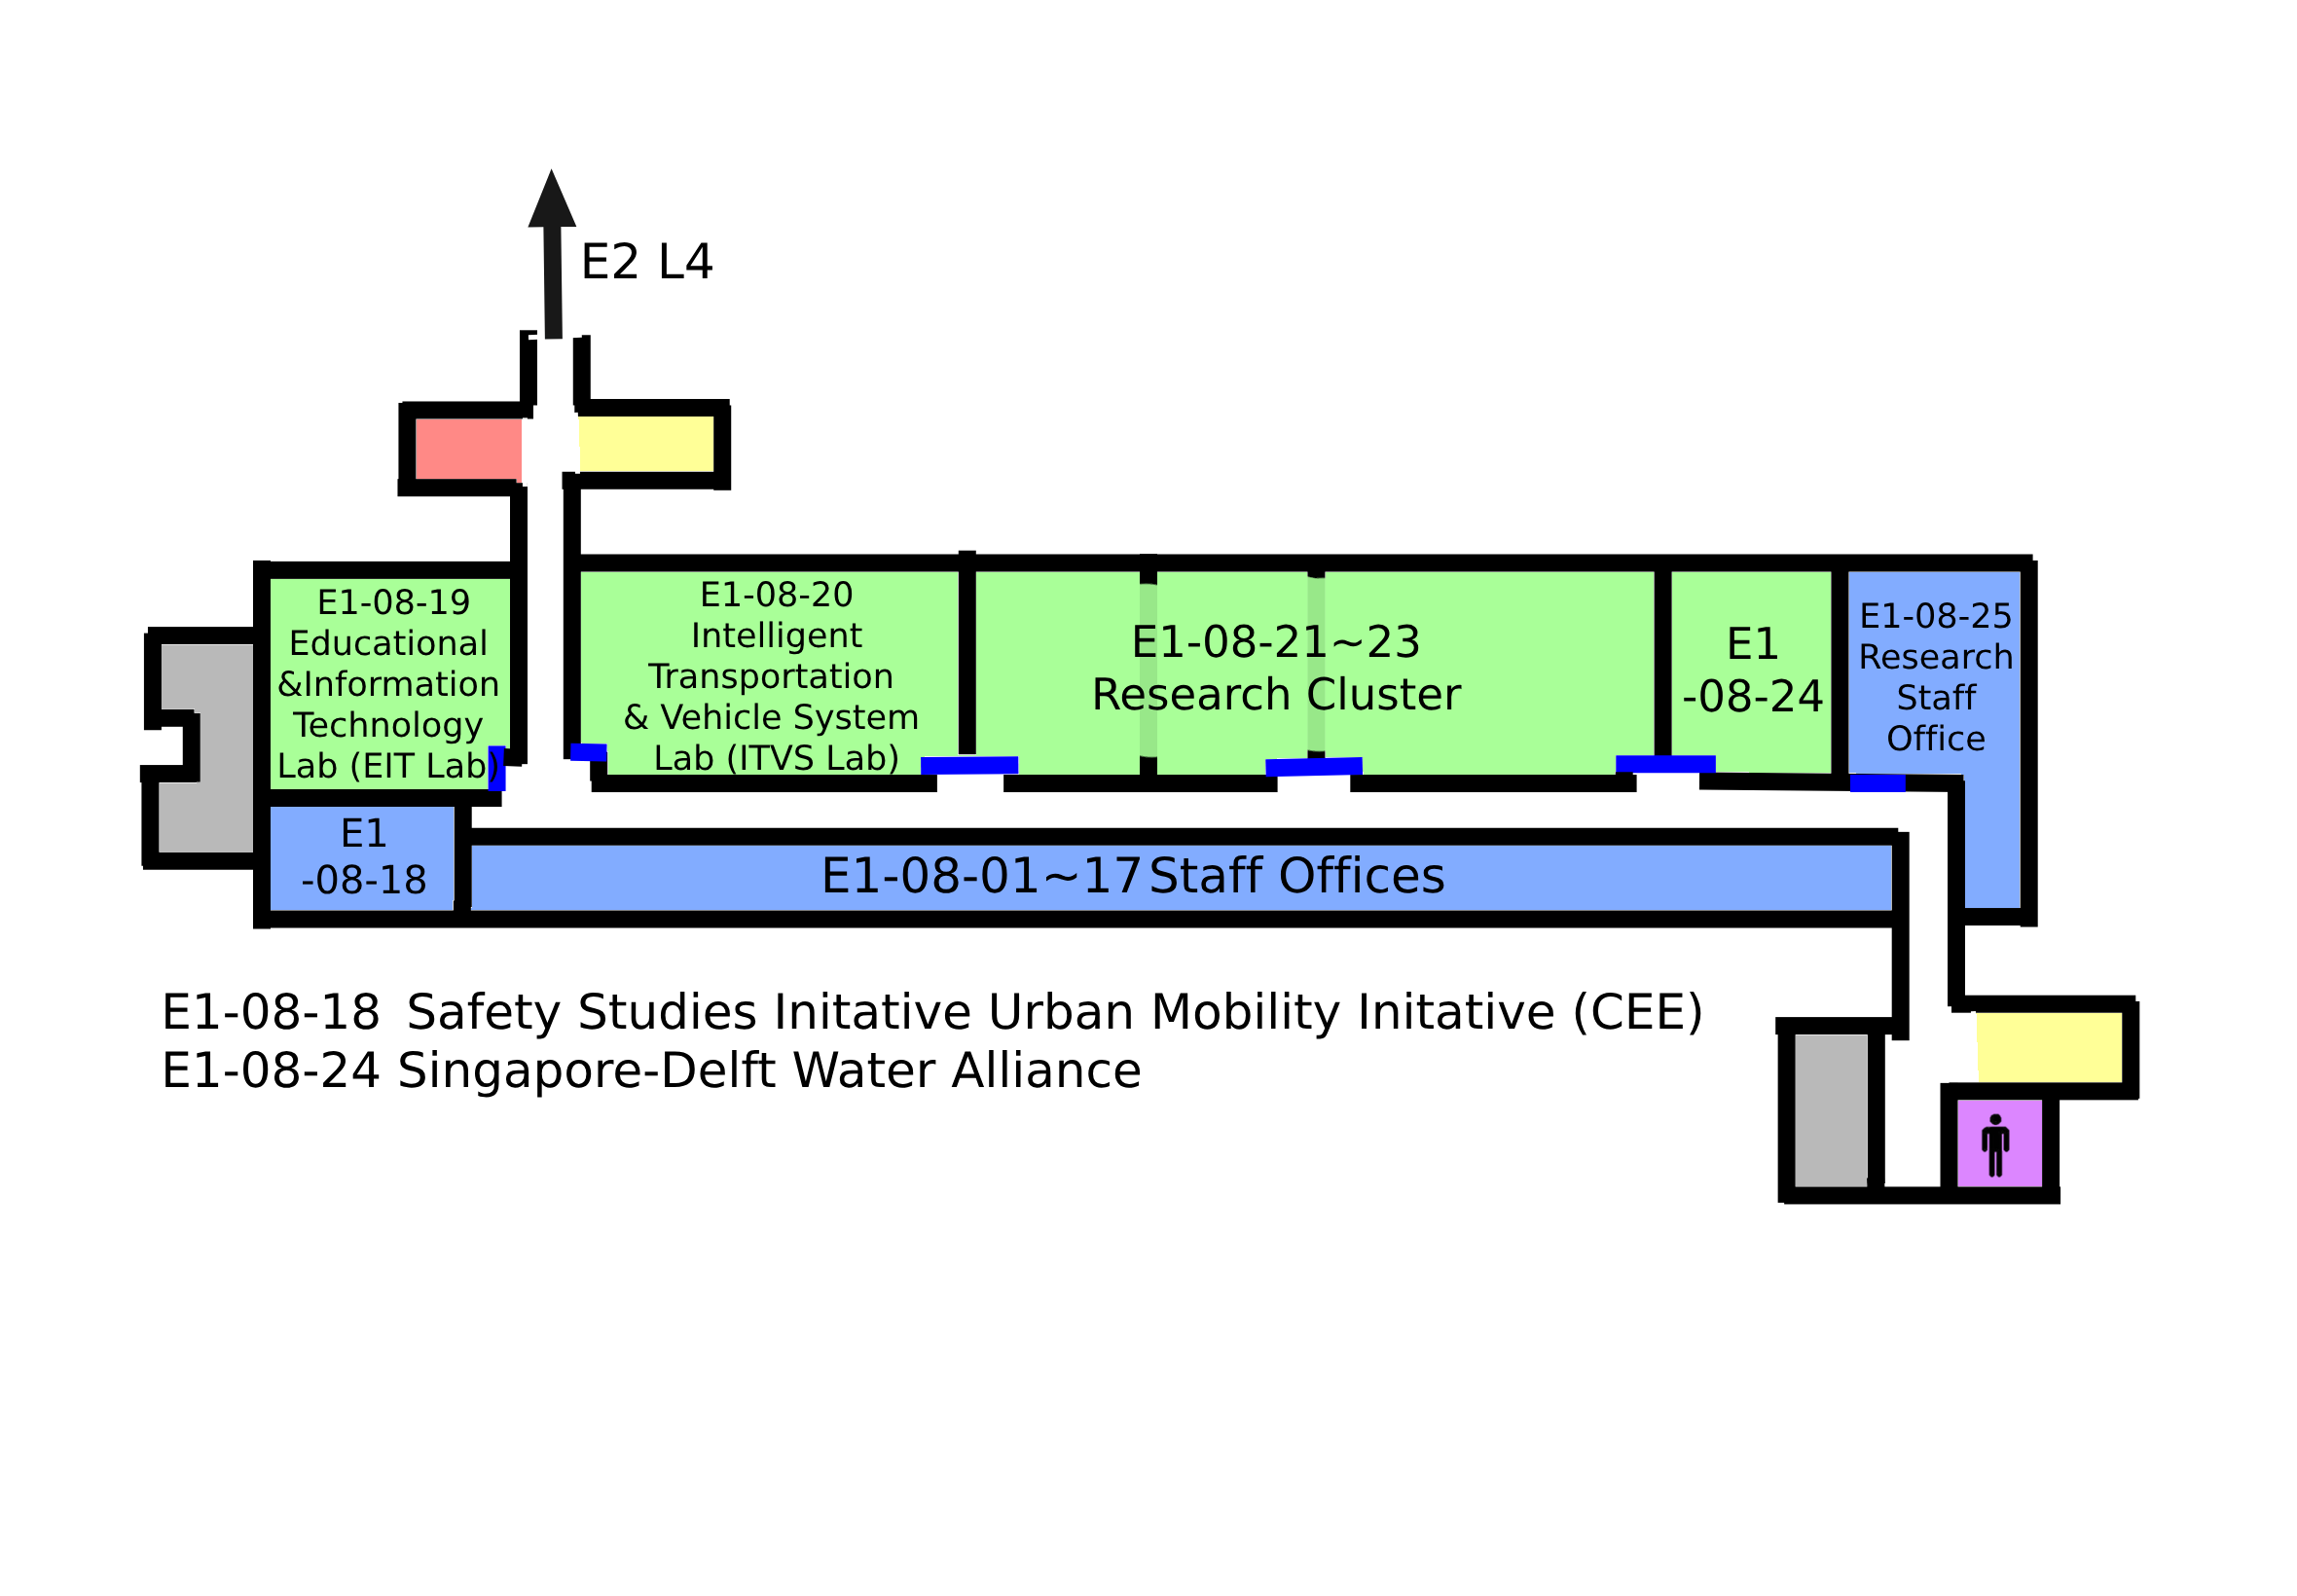 E2 L4
E1-08-19
Educational
&Information
Technology
Lab (EIT Lab)
E1-08-20
Intelligent
Transportation
& Vehicle System
Lab (ITVS Lab)
E1-08-21~23
Research Cluster
E1
-08-24
E1-08-25
Research
Staff
Office
E1
-08-18
E1-08-01~17 Staff Offices
E1-08-18 Safety Studies Initative Urban Mobility Initative (CEE)
E1-08-24 Singapore-Delft Water Alliance